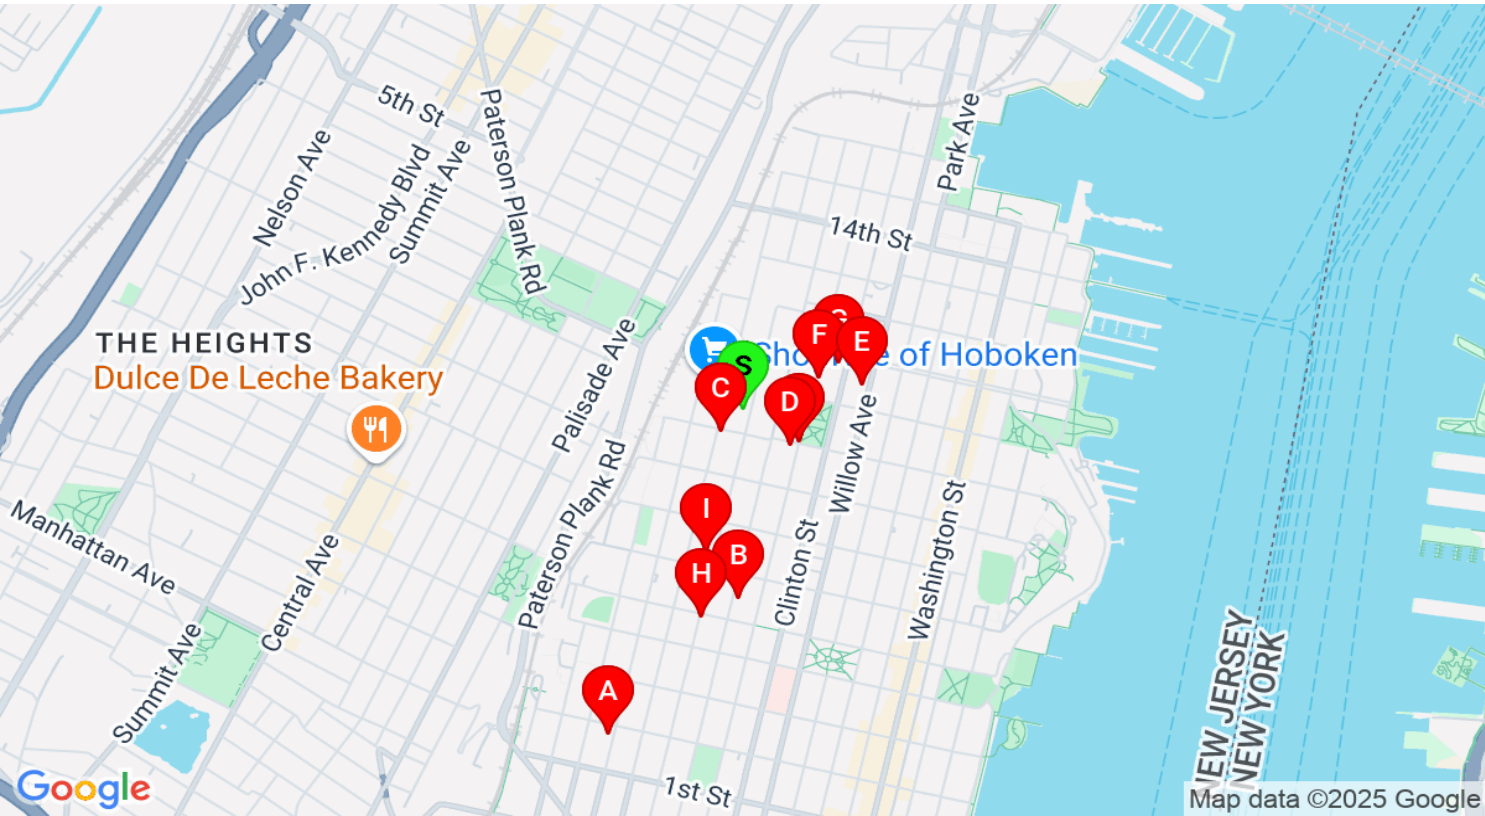 5th St
Paterson Plank Rd
Park Ave
Nelson Ave
John F. Kennedy Blvd
Summit Ave
14th St
THE HEIGHTS
Dulce De Leche Bakery
Palisade Ave
F
E
S
of Hoboken
C
D
Willow Ave
Paterson Plank Rd
Manhattan Ave
I
B
H
Clinton St
Washington St
Central Ave
Summit Ave
A
NEW JERSEY
NEW YORK
1st St
Google
Map data ©2025 Google